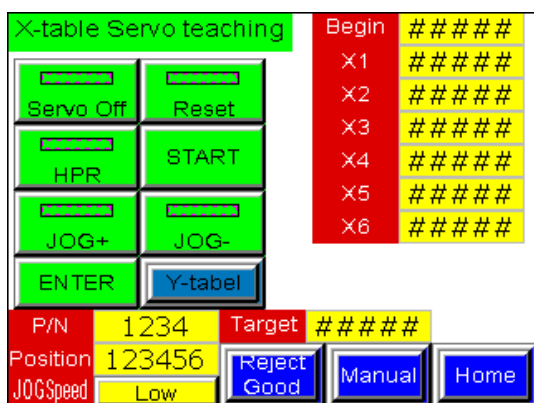 X-table Servo teaching
Begin #####
X1 #####
X2 #####
X3 #####
X4 #####
X5 #####
X6 #####
Servo Off Reset
HPR START
JOG+ JOG-
ENTER Y-tabel
P/N 1234 Target #####
Position 123456
JOGSpeed Low
Reject
Good
Manual
Home